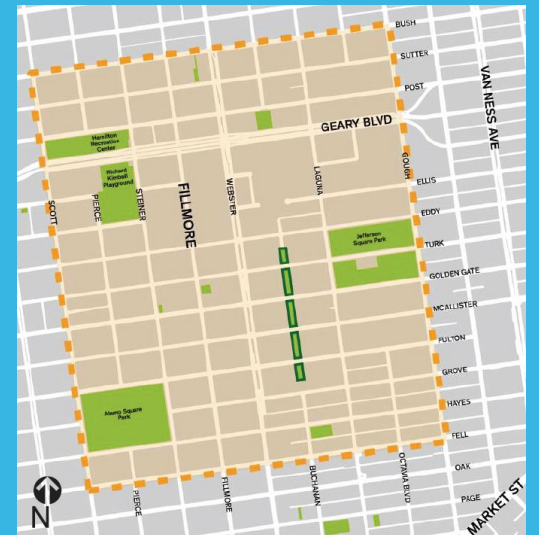 BUSH
SUTTER
POST
VAN NESS AVE
GEARY BLVD
Hamilton
Recreation
Center
Richard
Kimball
Playground
GOUGH
LAGUNA
WEBSTER
ELLIS
SCOTT
PIERCE
STEINER
FILLMORE
EDDY
Jefferson
Square Park
TURK
GOLDEN GATE
MCALLISTER
FULTON
GROVE
HAYES
Alamo Square
Park
FELL
OAK
PAGE
MARKET ST
PIERCE
FILLMORE
BUCHANAN
OCTAVIA BLVD
N